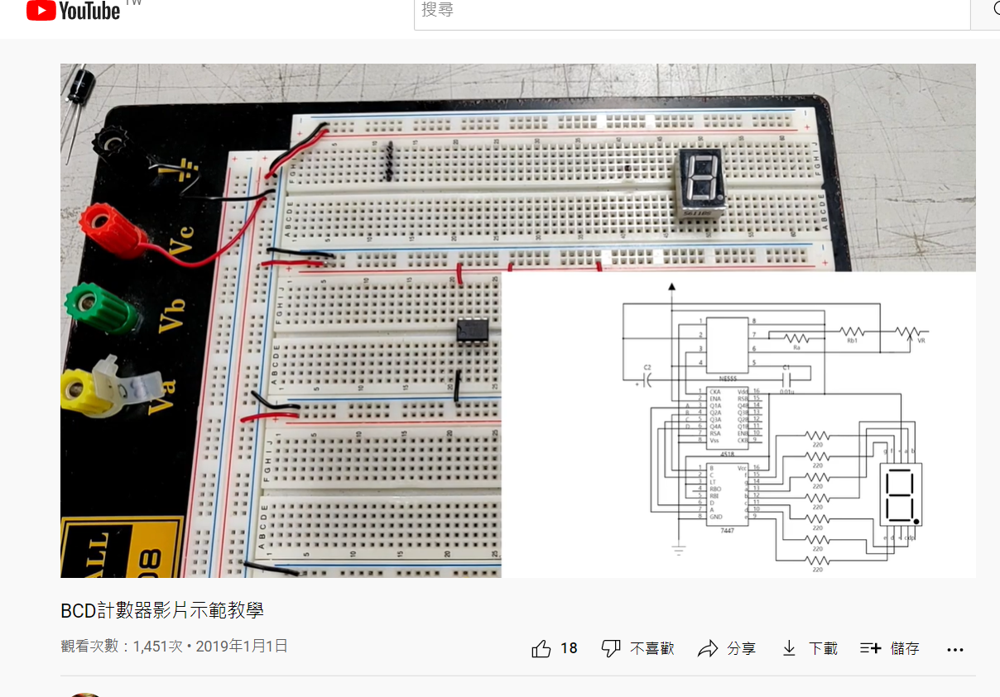 YouTube TW
搜尋
Vc
Vb
Va
ALL
08
5611BS
1 8
2 7
3 6
4 5
NE555
Ra
Rb1
VR
C2
+
C1
0.01u
1 CKA Vdd 16
2 ENA RSB 15
A 3 Q1A Q4B 14
B 4 Q2A Q3B 13
C 5 Q3A Q2B 12
D 6 Q4A Q1B 11
7 RSA ENB 10
8 Vss CKB 9
4518
1 B Vcc 16
2 C f 15
3 LT g 14
4 RBO a 13
5 RBI b 12
6 D c 11
7 A d 10
8 GND e 9
7447
220
220
220
220
220
220
220
g f a b
e d c dp
BCD計數器影片示範教學
觀看次數：1,451次 • 2019年1月1日
18 不喜歡 分享 下載 儲存